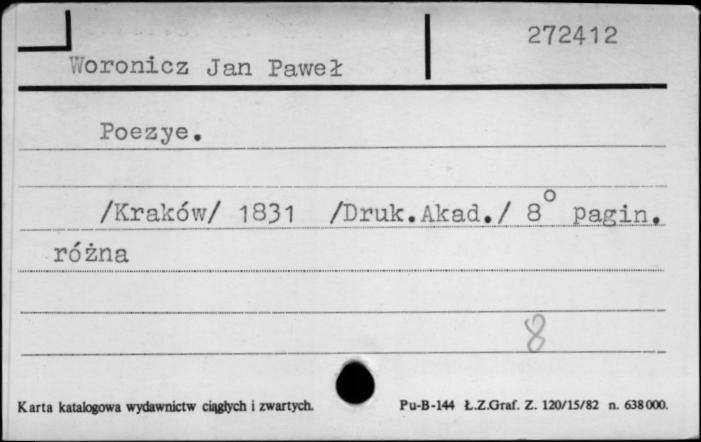 272412
Woronicz Jan Paweł
Poezye.
/Kraków/ 1831 /Druk.Akad./ 8° pagin.
różna
8
Karta katalogowa wydawnictw ciągłych i zwartych. Pu-B-144 Ł.Z.Graf. Z. 120/15/82 n. 638000.